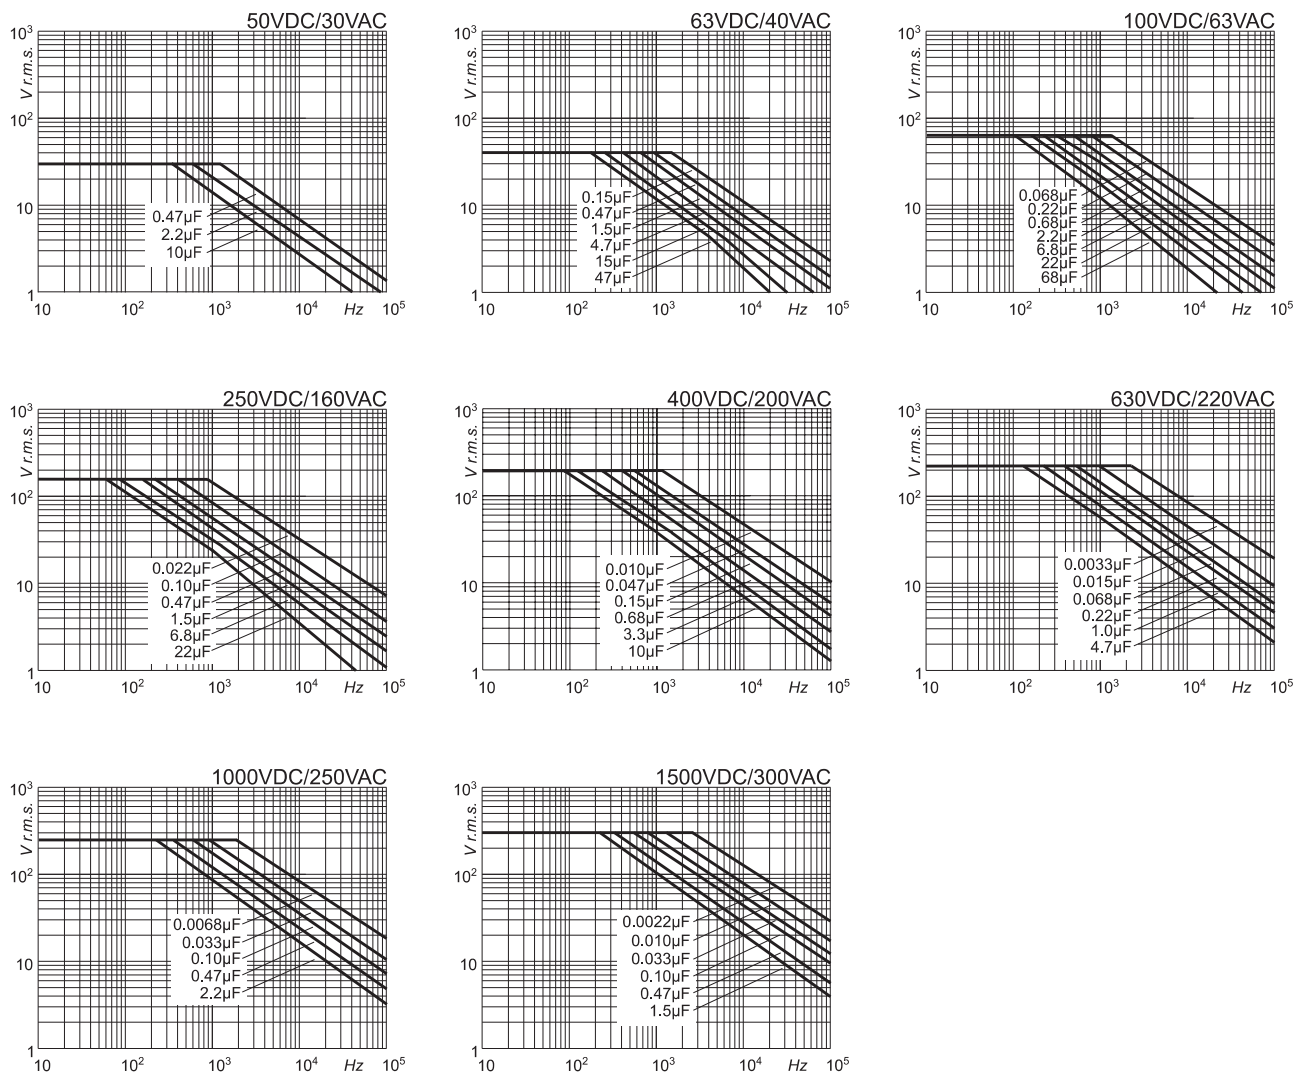 50VDC/30VAC
10³
V r.m.s.
10²
10
1
0.47µF
2.2µF
10µF
10 10² 10³ 10⁴ Hz 10⁵
63VDC/40VAC
10³
V r.m.s.
10²
10
1
0.15µF
0.47µF
1.5µF
4.7µF
15µF
47µF
10 10² 10³ 10⁴ Hz 10⁵
100VDC/63VAC
10³
V r.m.s.
10²
10
1
0.068µF
0.22µF
0.68µF
2.2µF
6.8µF
22µF
68µF
10 10² 10³ 10⁴ Hz 10⁵
250VDC/160VAC
10³
V r.m.s.
10²
10
1
0.022µF
0.10µF
0.47µF
1.5µF
6.8µF
22µF
10 10² 10³ 10⁴ Hz 10⁵
400VDC/200VAC
10³
V r.m.s.
10²
10
1
0.010µF
0.047µF
0.15µF
0.68µF
3.3µF
10µF
10 10² 10³ 10⁴ Hz 10⁵
630VDC/220VAC
10³
V r.m.s.
10²
10
1
0.0033µF
0.015µF
0.068µF
0.22µF
1.0µF
4.7µF
10 10² 10³ 10⁴ Hz 10⁵
1000VDC/250VAC
10³
V r.m.s.
10²
10
1
0.0068µF
0.033µF
0.10µF
0.47µF
2.2µF
10 10² 10³ 10⁴ Hz 10⁵
1500VDC/300VAC
10³
V r.m.s.
10²
10
1
0.0022µF
0.010µF
0.033µF
0.10µF
0.47µF
1.5µF
10 10² 10³ 10⁴ Hz 10⁵